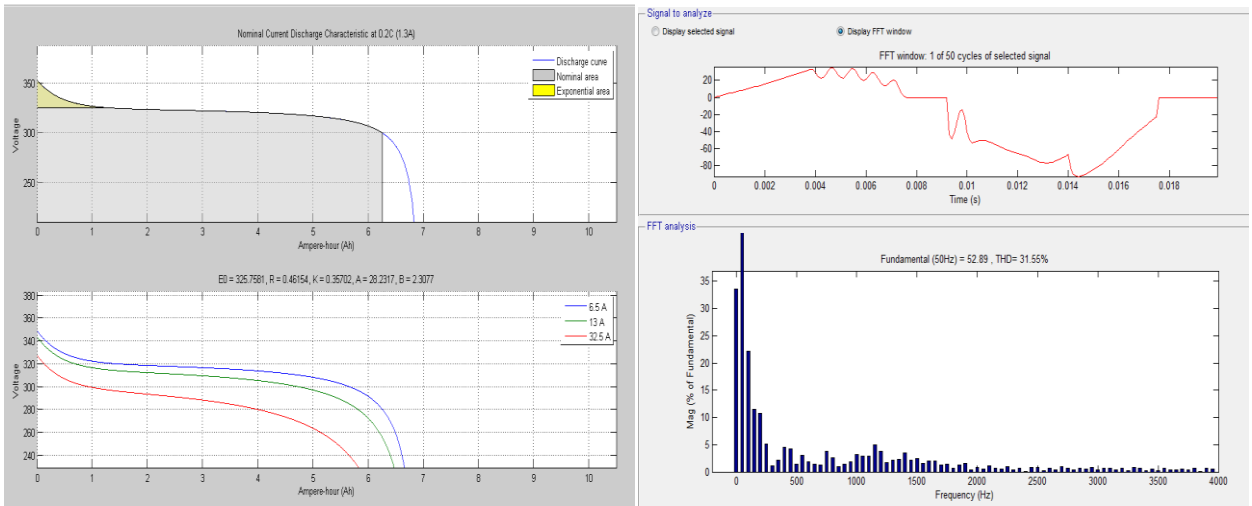 Nominal Current Discharge Characteristic at 0.2C (1.3A)
Discharge curve
Nominal area
Exponential area
Voltage
350
300
250
0 1 2 3 4 5 6 7 8 9 10
Ampere-hour (Ah)
E0 = 325.7581, R = 0.46154, K = 0.35702, A = 28.2317, B = 2.3077
6.5 A
13 A
32.5 A
Voltage
380
360
340
320
300
280
260
240
0 1 2 3 4 5 6 7 8 9 10
Ampere-hour (Ah)
Signal to analyze
Display selected signal
Display FFT window
FFT window: 1 of 50 cycles of selected signal
20
0
-20
-40
-60
-80
0 0.002 0.004 0.006 0.008 0.01 0.012 0.014 0.016 0.018
Time (s)
FFT analysis
Fundamental (50Hz) = 52.89 , THD= 31.55%
Mag (% of Fundamental)
35
30
25
20
15
10
5
0
0 500 1000 1500 2000 2500 3000 3500 4000
Frequency (Hz)